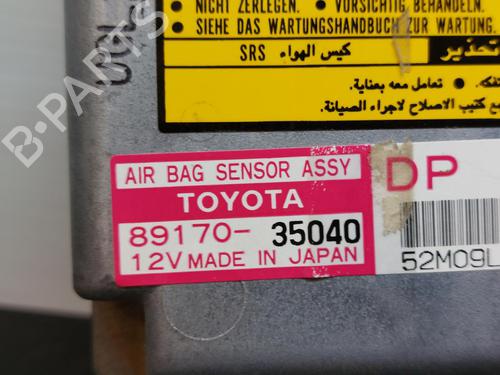 • NICHT ZERLEGEN. • VORSICHTIG BEHANDELN.
• SIEHE DAS WARTUNGSHANDBUCH ZUR WARTUNG.
SRS كيس الهواء تحذير
• تعامل معه بعناية.
كتيب الاصلاح لاجراء الصيانة.
B-PARTS
AIR BAG SENSOR ASSY
TOYOTA
89170- 35040
12V MADE IN JAPAN
DP
52M09L